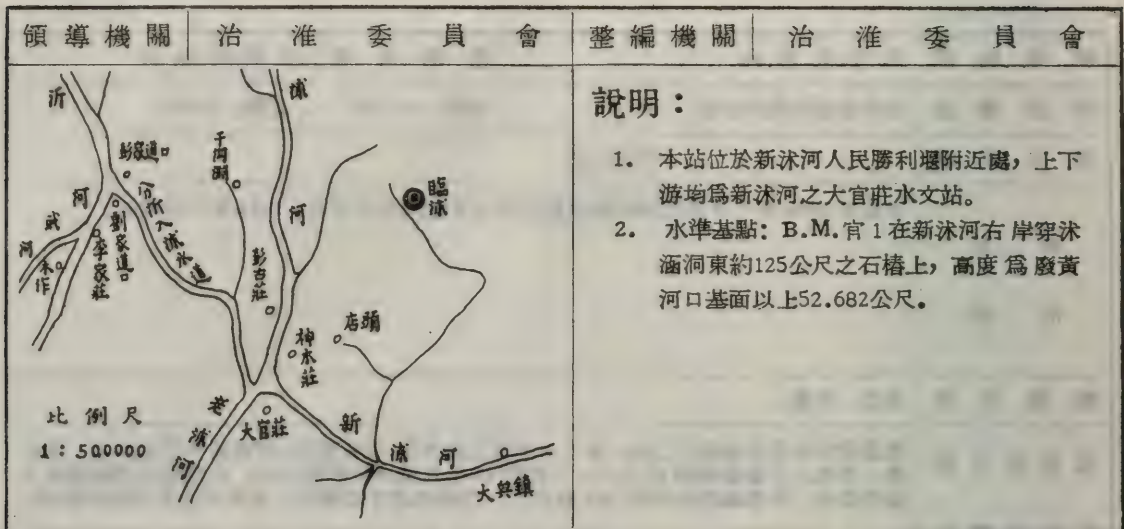 領導機關 治淮委員會 整編機關 治淮委員會
說明：
1. 本站位於新沭河人民勝利堰附近處，上下
游均爲新沭河之大官莊水文站。
2. 水準基點：B.M.官1在新沭河右岸穿沭
涵洞東約125公尺之石樁上，高度爲廢黃
河口基面以上52.682公尺。
沂
河
沭
河
彭家道口
于溝湖
臨沭
武
河
劉家道口
分沂入沭水道
李家莊
彭古莊
店頭
神木莊
比例尺
1：500000
老沭河
大官莊
新沭河
大興鎮